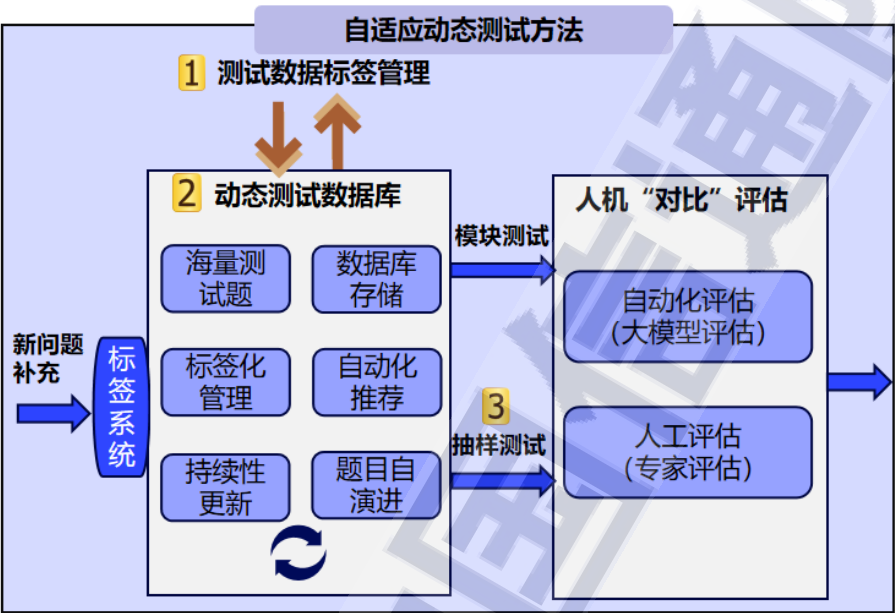 自适应动态测试方法
1 测试数据标签管理
2 动态测试数据库
海量测
试题
数据库
存储
标签化
管理
自动化
推荐
持续性
更新
题目自
演进
新问题
补充
标
签
系
统
模块测试
3
抽样测试
人机“对比”评估
自动化评估
（大模型评估）
人工评估
（专家评估）
国信通院